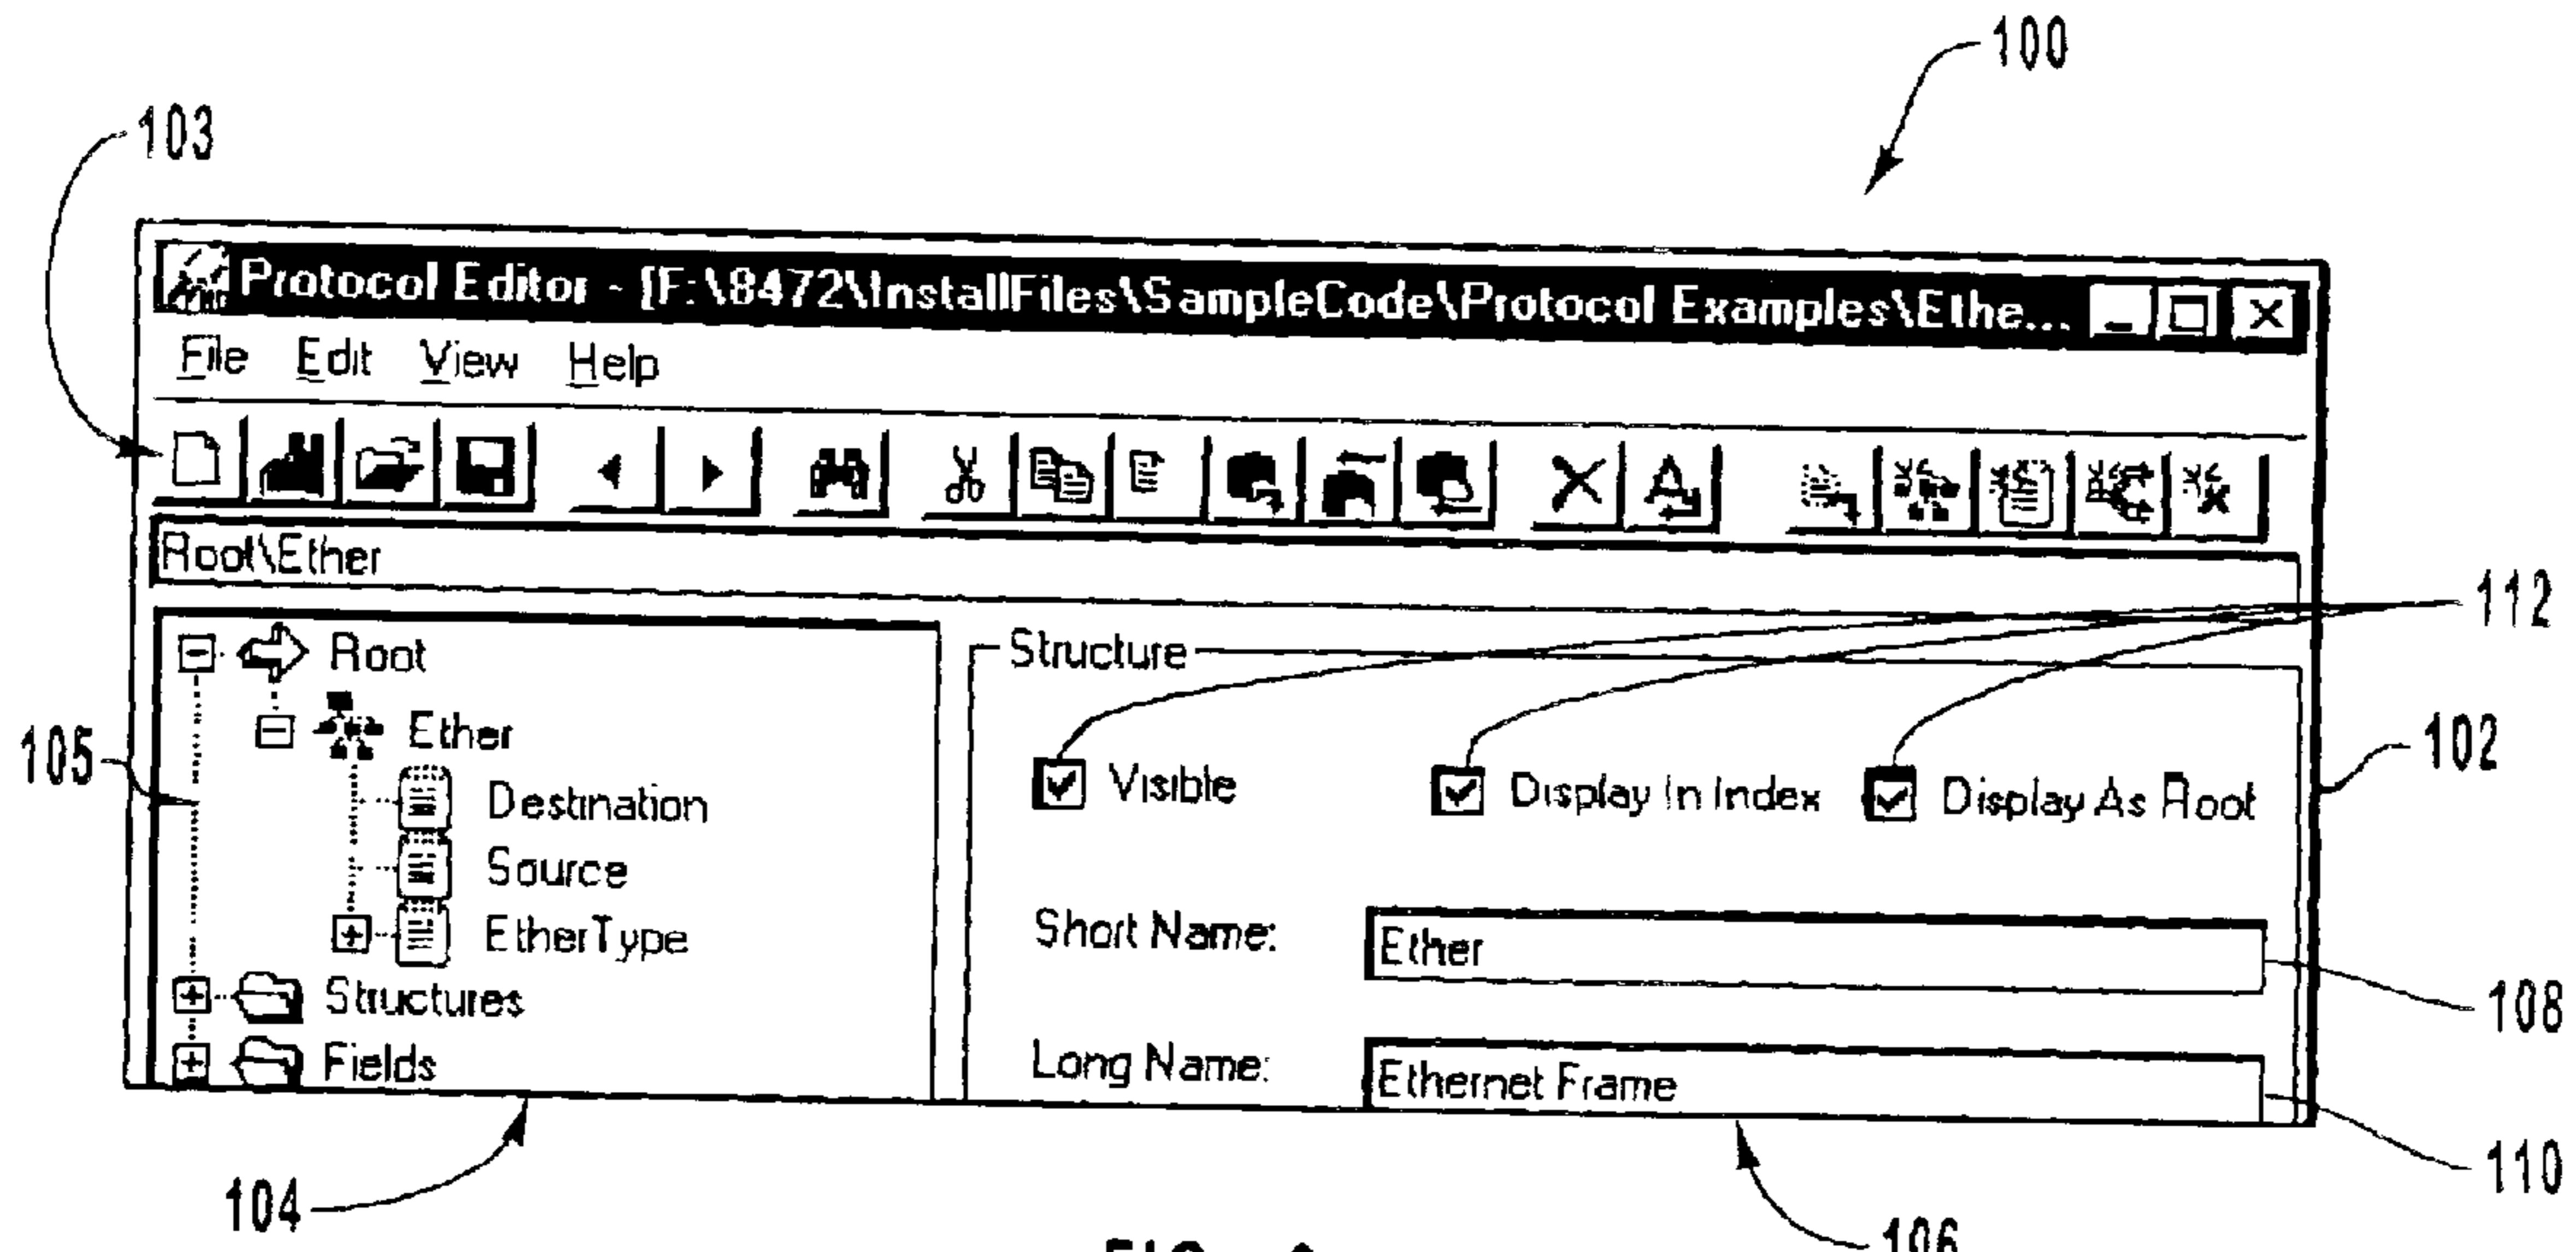 100
103
Protocol Editor - [F:\8472\InstallFiles\SampleCode\Protocol Examples\Ethe...
File Edit View Help
Root\Ether
112
Root
Structure
Ether
105
102
Visible
Display In Index
Display As Root
Destination
Source
EtherType
Short Name:
Ether
Structures
108
Fields
Long Name:
Ethernet Frame
110
104
106